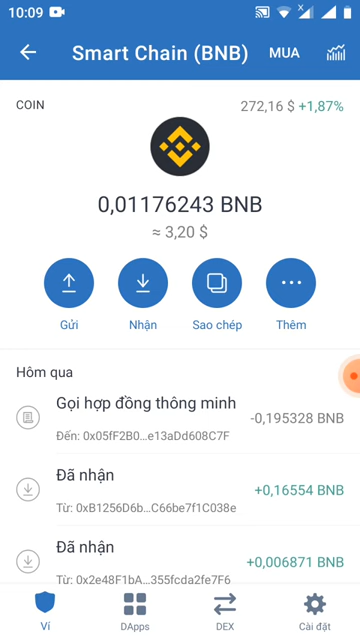 10:09
Smart Chain (BNB) MUA
COIN 272,16 $ +1,87%
0,01176243 BNB
≈ 3,20 $
Gửi Nhận Sao chép Thêm
Hôm qua
Gọi hợp đồng thông minh -0,195328 BNB
Đến: 0x05fF2B0...e13aDd608C7F
Đã nhận +0,16554 BNB
Từ: 0xB1256D6b...C66be7f1C038e
Đã nhận +0,006871 BNB
Từ: 0x2e48F1bA...355fcda2fe7F6
Ví DApps DEX Cài đặt